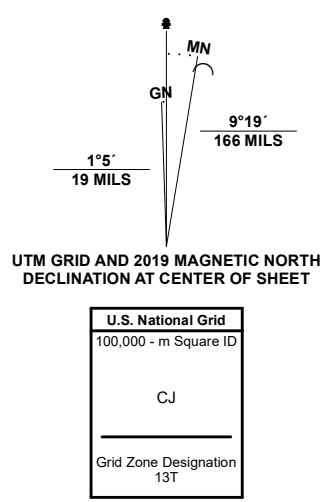 MN
GN
9°19´
166 MILS
1°5´
19 MILS
UTM GRID AND 2019 MAGNETIC NORTH
DECLINATION AT CENTER OF SHEET
U.S. National Grid
100,000 - m Square ID
CJ
Grid Zone Designation
13T